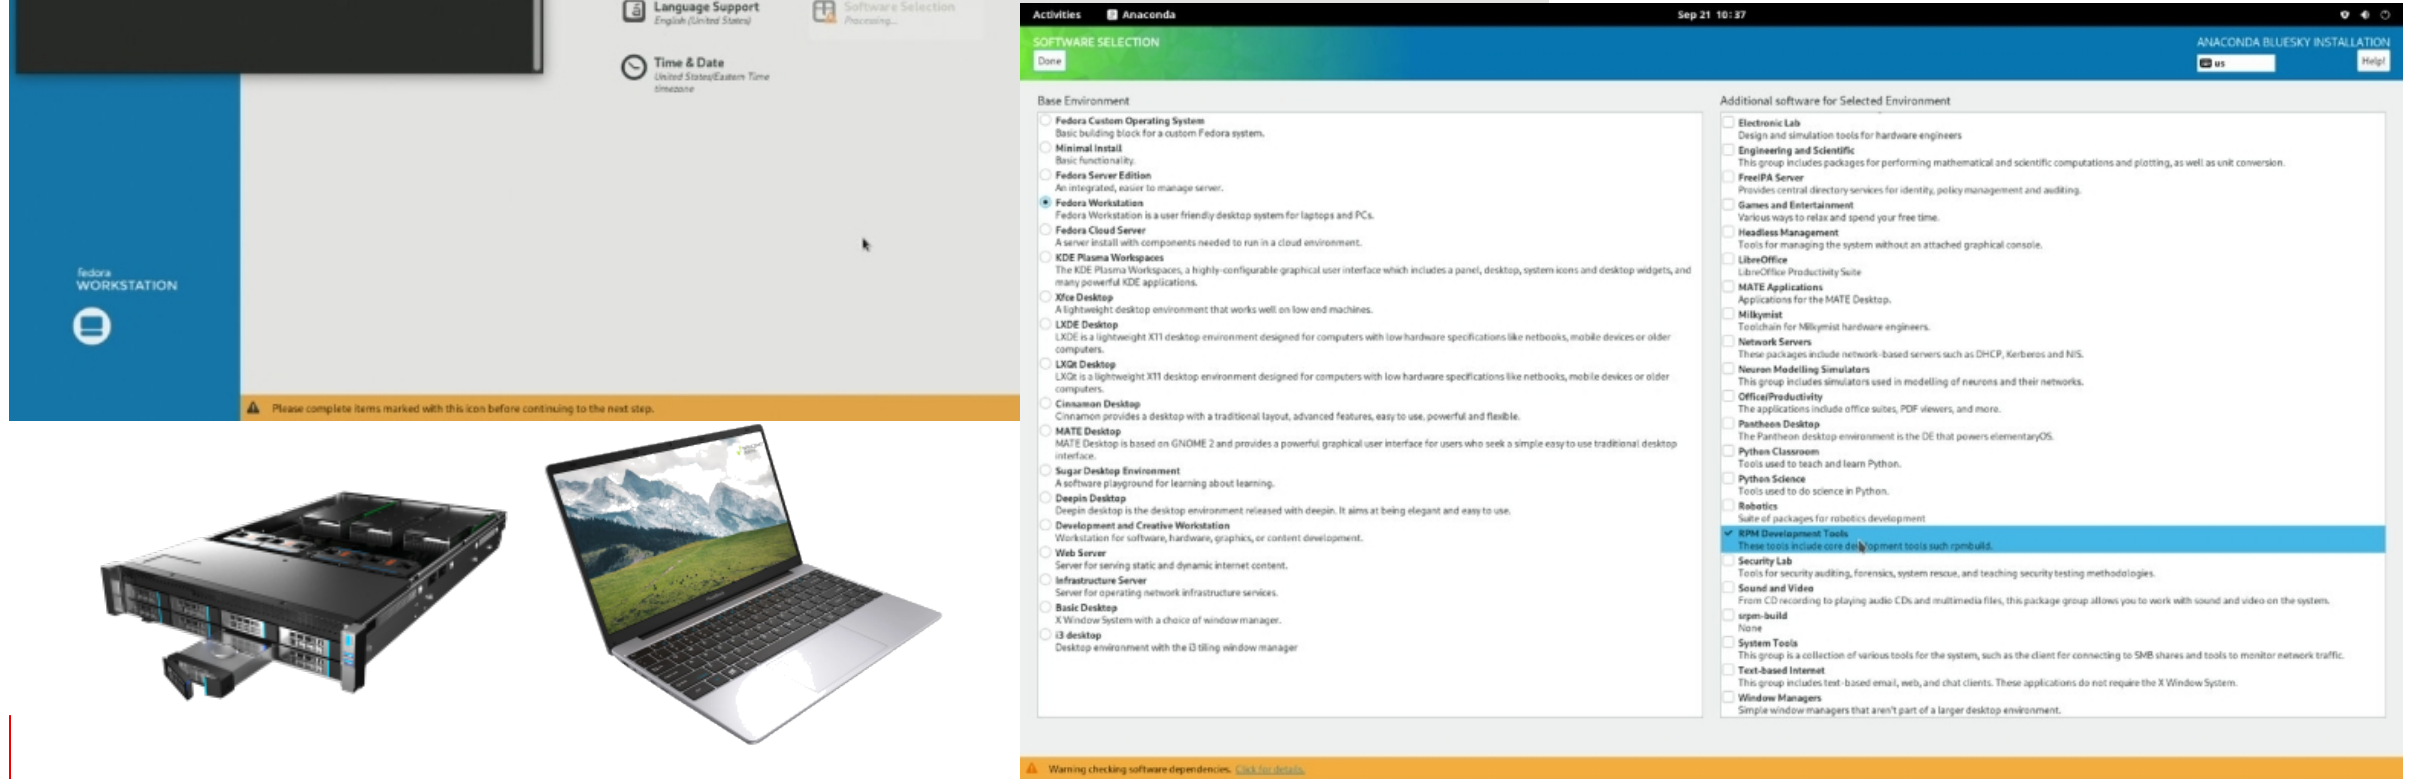 Language Support
English (United States)
Software Selection
Processing...
Time & Date
United States/Eastern Time
timezone
fedora
WORKSTATION
Please complete items marked with this icon before continuing to the next step.
Activities
Anaconda
Sep 21 10:37
SOFTWARE SELECTION
Done
ANACONDA BLUESKY INSTALLATION
us
Help!
Base Environment
Fedora Custom Operating System
Basic building block for a custom Fedora system.
Minimal Install
Basic functionality.
Fedora Server Edition
An integrated, easier to manage server.
Fedora Workstation
Fedora Workstation is a user friendly desktop system for laptops and PCs.
Fedora Cloud Server
A server install with components needed to run in a cloud environment.
KDE Plasma Workspaces
The KDE Plasma Workspaces, a highly-configurable graphical user interface which includes a panel, desktop, system icons and desktop widgets, and
many powerful KDE applications.
Xfce Desktop
A lightweight desktop environment that works well on low end machines.
LXDE Desktop
LXDE is a lightweight X11 desktop environment designed for computers with low hardware specifications like netbooks, mobile devices or older
computers.
LXQt Desktop
LXQt is a lightweight X11 desktop environment designed for computers with low hardware specifications like netbooks, mobile devices or older
computers.
Cinnamon Desktop
Cinnamon provides a desktop with a traditional layout, advanced features, easy to use, powerful and flexible.
MATE Desktop
MATE Desktop is based on GNOME 2 and provides a powerful graphical user interface for users who seek a simple easy to use traditional desktop
interface.
Sugar Desktop Environment
A software playground for learning about learning.
Deepin Desktop
Deepin desktop is the desktop environment released with deepin. It aims at being elegant and easy to use.
Development and Creative Workstation
Workstation for software, hardware, graphics, or content development.
Web Server
Server for serving static and dynamic internet content.
Infrastructure Server
Server for operating network infrastructure services.
Basic Desktop
X Window System with a choice of window manager.
i3 desktop
Desktop environment with the i3 tiling window manager
Additional software for Selected Environment
Electronic Lab
Design and simulation tools for hardware engineers
Engineering and Scientific
This group includes packages for performing mathematical and scientific computations and plotting, as well as unit conversion.
FreeIPA Server
Provides central directory services for identity, policy management and auditing.
Games and Entertainment
Various ways to relax and spend your free time.
Headless Management
Tools for managing the system without an attached graphical console.
LibreOffice
LibreOffice Productivity Suite
MATE Applications
Applications for the MATE Desktop.
Milkymist
Toolchain for Milkymist hardware engineers.
Network Servers
These packages include network-based servers such as DHCP, Kerberos and NIS.
Neuron Modelling Simulators
This group includes simulators used in modelling of neurons and their networks.
Office/Productivity
The applications include office suites, PDF viewers, and more.
Pantheon Desktop
The Pantheon desktop environment is the DE that powers elementaryOS.
Python Classroom
Tools used to teach and learn Python.
Python Science
Tools used to do science in Python.
Robotics
Suite of packages for robotics development
RPM Development Tools
These tools include core development tools such rpmbuild.
Security Lab
Tools for security auditing, forensics, system rescue, and teaching security testing methodologies.
Sound and Video
From CD recording to playing audio CDs and multimedia files, this package group allows you to work with sound and video on the system.
srpm-build
None
System Tools
This group is a collection of various tools for the system, such as the client for connecting to SMB shares and tools to monitor network traffic.
Text-based Internet
This group includes text-based email, web, and chat clients. These applications do not require the X Window System.
Window Managers
Simple window managers that aren't part of a larger desktop environment.
Warning checking software dependencies. Click for details.